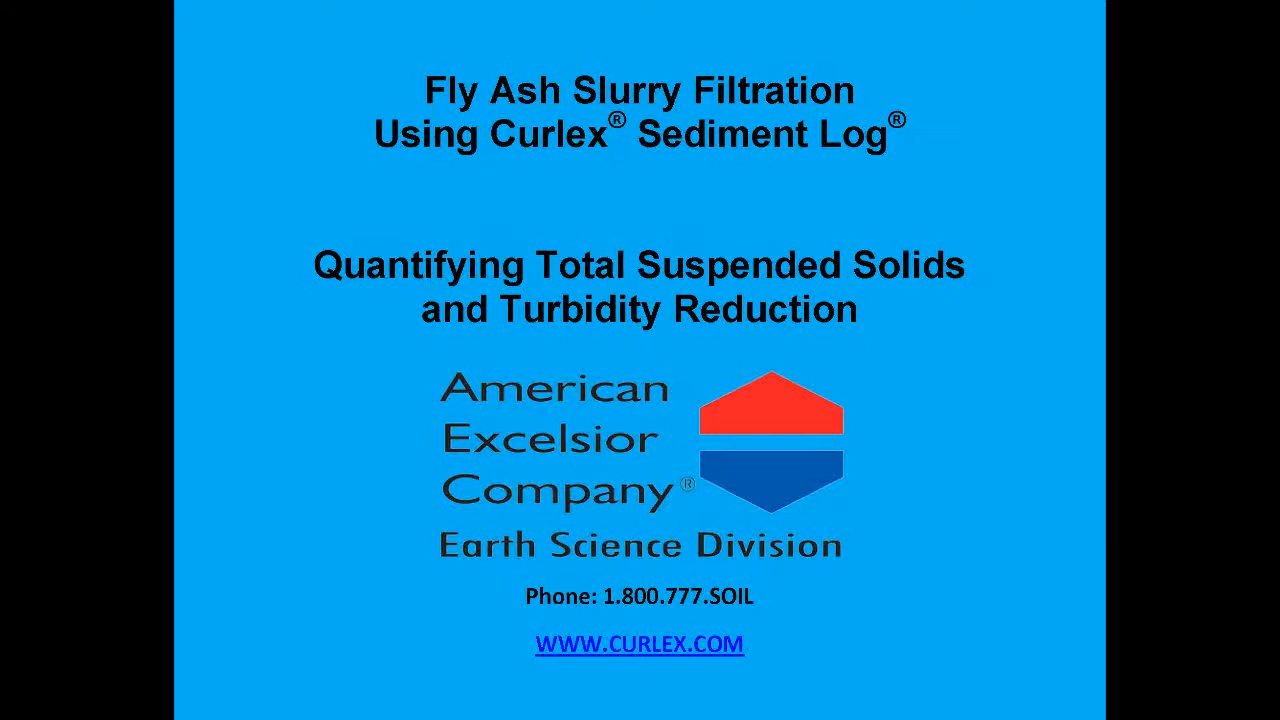 Fly Ash Slurry Filtration
Using Curlex® Sediment Log®
Quantifying Total Suspended Solids
and Turbidity Reduction
American
Excelsior
Company®
Earth Science Division
Phone: 1.800.777.SOIL
WWW.CURLEX.COM